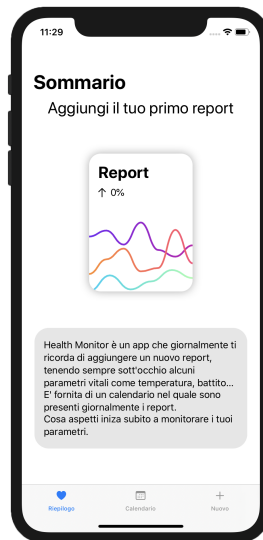 11:29
Sommario
Aggiungi il tuo primo report
Report
↑ 0%
Health Monitor è un app che giornalmente ti
ricorda di aggiungere un nuovo report,
tenendo sempre sott'occhio alcuni
parametri vitali come temperatura, battito...
E' fornita di un calendario nel quale sono
presenti giornalmente i report.
Cosa aspetti iniza subito a monitorare i tuoi
parametri.
Riepilogo
Calendario
Nuovo